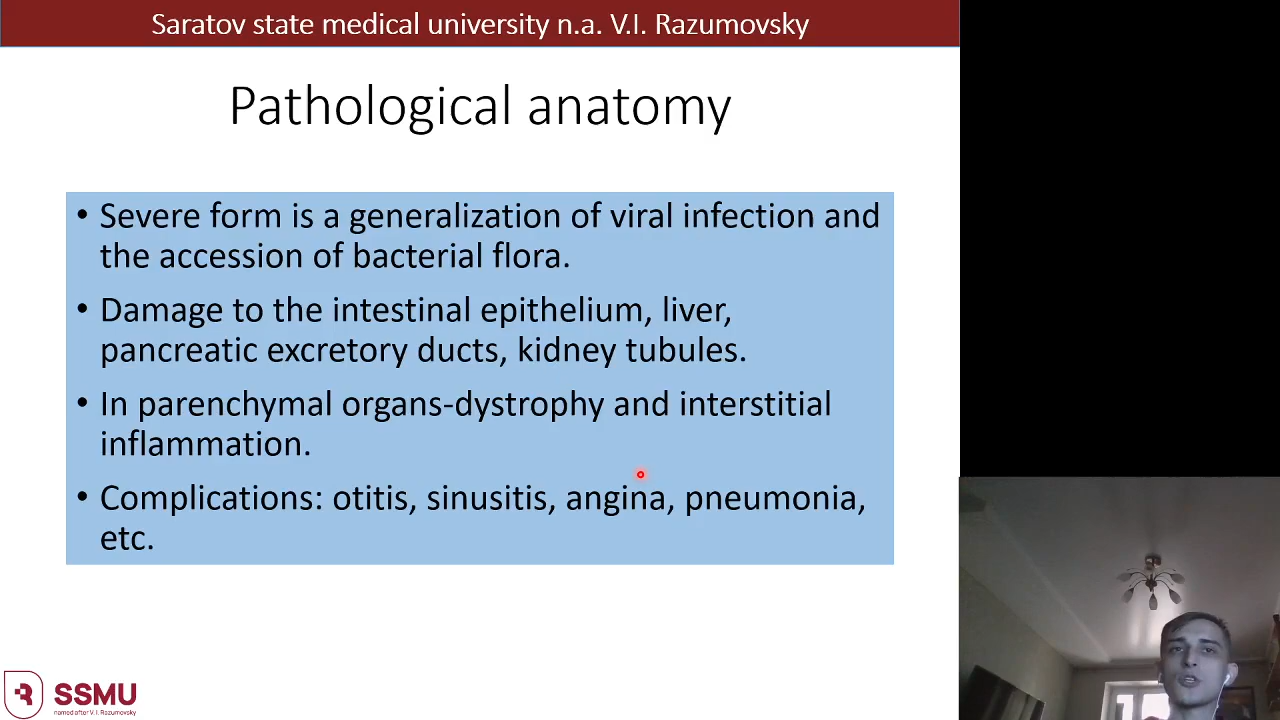 Saratov state medical university n.a. V.I. Razumovsky
Pathological anatomy
• Severe form is a generalization of viral infection and
the accession of bacterial flora.
• Damage to the intestinal epithelium, liver,
pancreatic excretory ducts, kidney tubules.
• In parenchymal organs-dystrophy and interstitial
inflammation.
• Complications: otitis, sinusitis, angina, pneumonia,
etc.
SSMU
named after V. I. Razumovsky